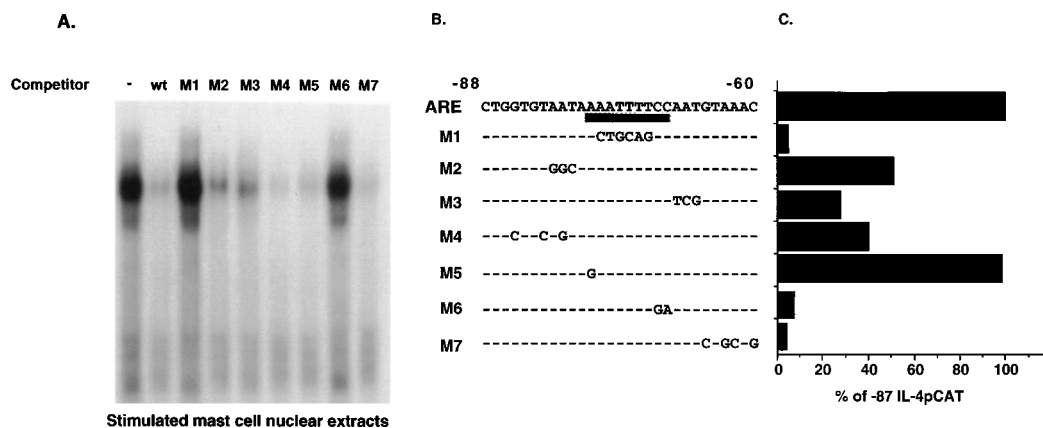 A.
B.
C.
Competitor - wt M1 M2 M3 M4 M5 M6 M7
Stimulated mast cell nuclear extracts
-88 -60
ARE CTGGTGTAATAAAATTTTCCAATGTAAAC
M1 ------------CTGCAG-----------
M2 -------GGC-------------------
M3 --------------------TCG------
M4 ---C--C-G--------------------
M5 -----------G-----------------
M6 ------------------GA---------
M7 -----------------------C-GC-G
0 20 40 60 80 100
% of -87 IL-4pCAT